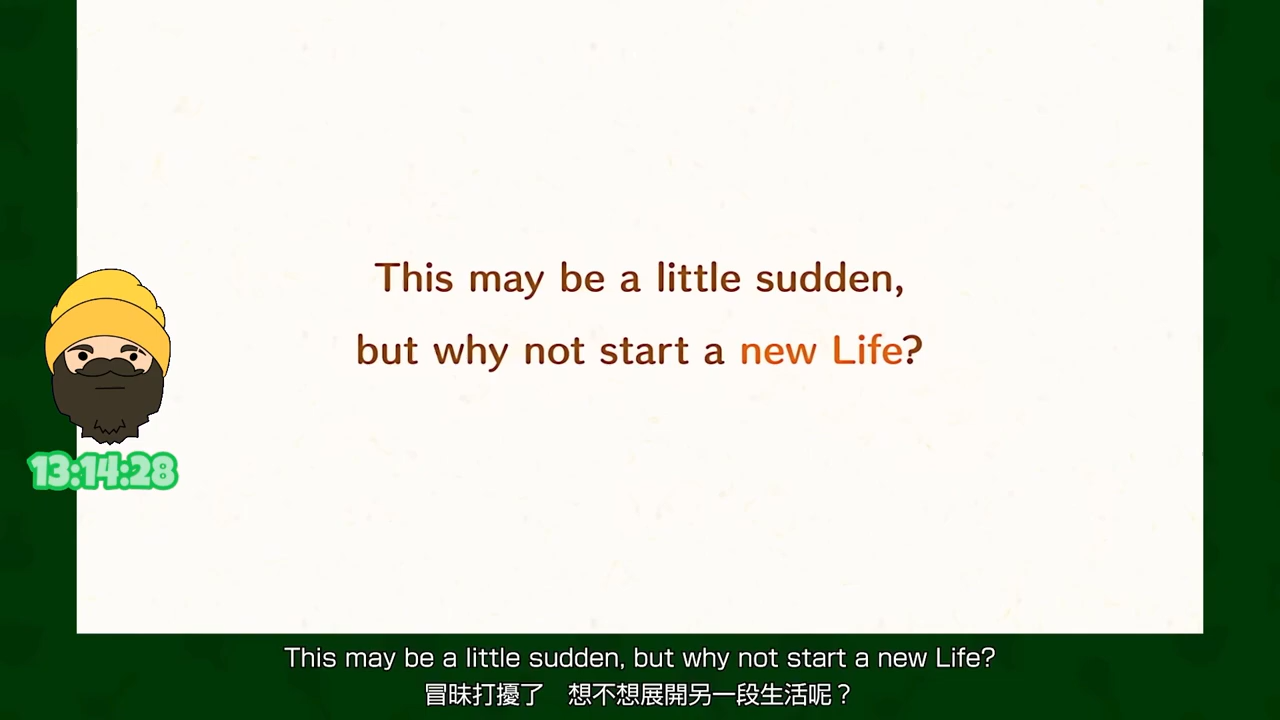 This may be a little sudden,
but why not start a new Life?
13:14:28
This may be a little sudden, but why not start a new Life?
冒昧打擾了　想不想展開另一段生活呢？